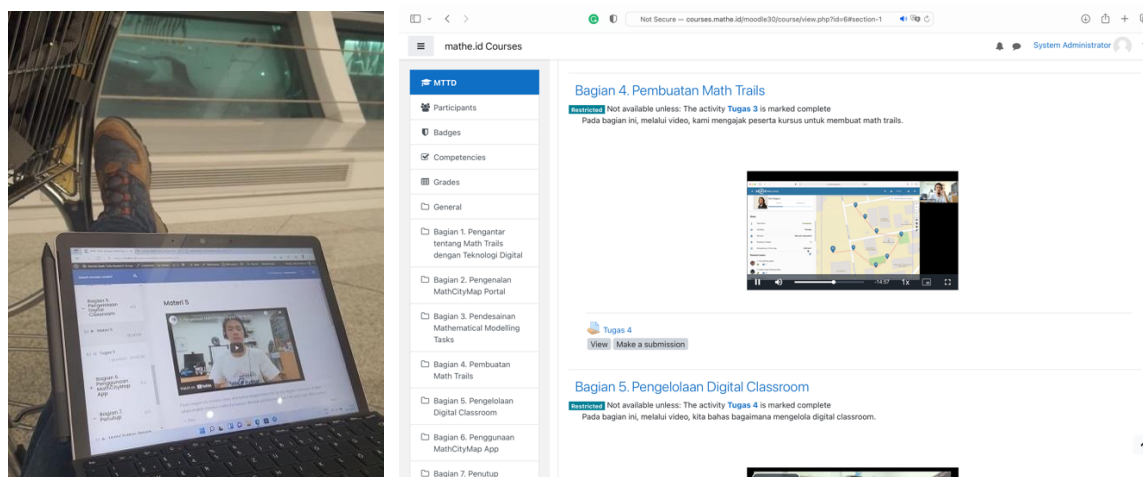 Bagian 5.
Pengelolaan
Digital
Classroom
Materi 5
Tugas 5
Bagian 6.
Penggunaan
MathCityMap
App
Bagian 7.
Penutup
Materi 5
Not Secure — courses.mathe.id/moodle30/course/view.php?id=6#section-1
mathe.id Courses
System Administrator
MTTD
Participants
Badges
Competencies
Grades
General
Bagian 1. Pengantar
tentang Math Trails
dengan Teknologi Digital
Bagian 2. Pengenalan
MathCityMap Portal
Bagian 3. Pendesainan
Mathematical Modelling
Tasks
Bagian 4. Pembuatan
Math Trails
Bagian 5. Pengelolaan
Digital Classroom
Bagian 6. Penggunaan
MathCityMap App
Bagian 7. Penutup
Bagian 4. Pembuatan Math Trails
Restricted Not available unless: The activity Tugas 3 is marked complete
Pada bagian ini, melalui video, kami mengajak peserta kursus untuk membuat math trails.
-14:57 1x
Tugas 4
View Make a submission
Bagian 5. Pengelolaan Digital Classroom
Restricted Not available unless: The activity Tugas 4 is marked complete
Pada bagian ini, melalui video, kita bahas bagaimana mengelola digital classroom.